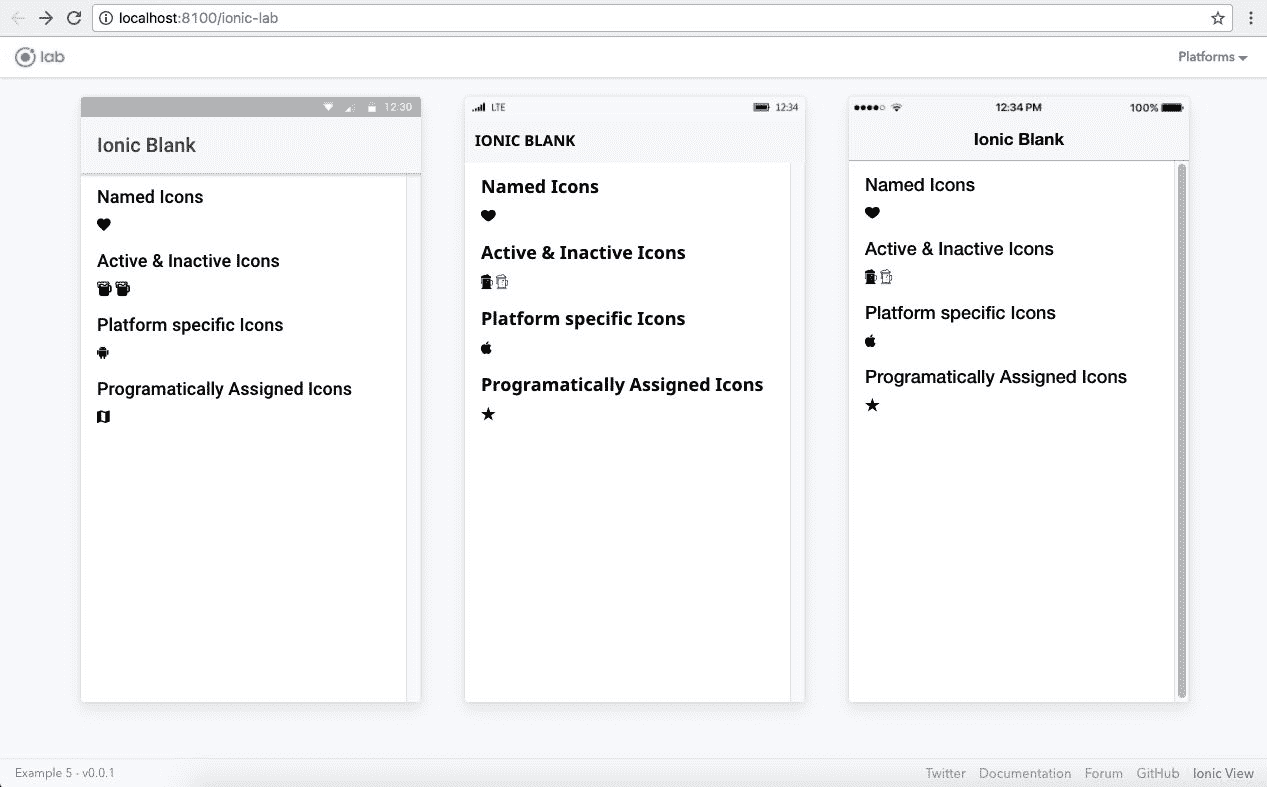 localhost:8100/ionic-lab
lab
Platforms
12:30
Ionic Blank
Named Icons
Active & Inactive Icons
Platform specific Icons
Programatically Assigned Icons
LTE
12:34
IONIC BLANK
Named Icons
Active & Inactive Icons
Platform specific Icons
Programatically Assigned Icons
12:34 PM
100%
Ionic Blank
Named Icons
Active & Inactive Icons
Platform specific Icons
Programatically Assigned Icons
Example 5 - v0.0.1
Twitter Documentation Forum GitHub Ionic View